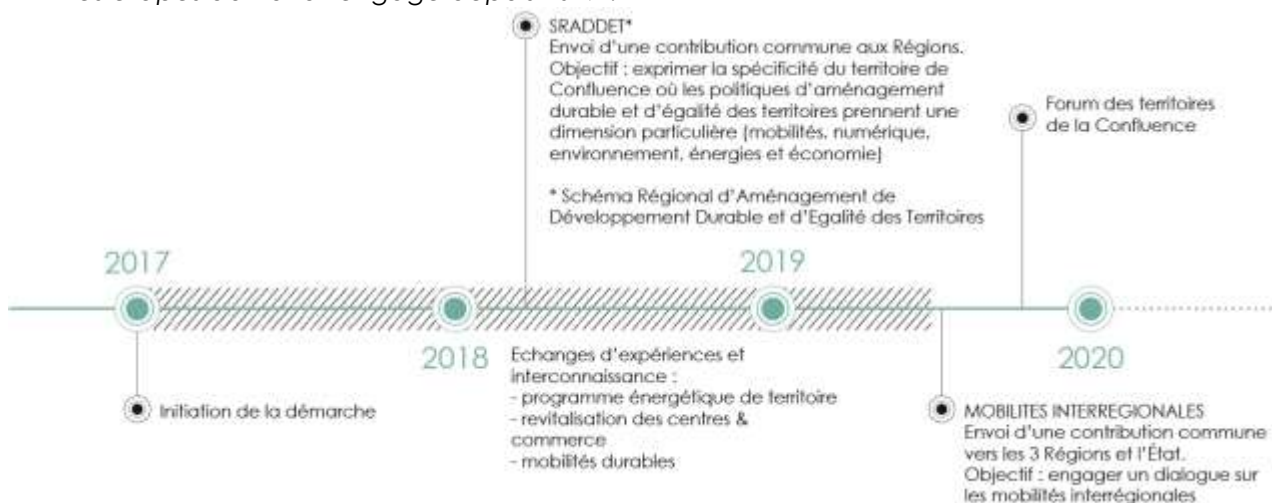 SRADDET*
Envoi d'une contribution commune aux Régions.
Objectif : exprimer la spécificité du territoire de
Confluence où les politiques d'aménagement
durable et d'égalité des territoires prennent une
dimension particulière (mobilités, numérique,
environnement, énergies et économie)
* Schéma Régional d'Aménagement de
Développement Durable et d'Egalité des Territoires
Forum des territoires
de la Confluence
2017
2019
2018
2020
Initiation de la démarche
Echanges d'expériences et
interconnaissance :
- programme énergétique de territoire
- revitalisation des centres &
commerce
- mobilités durables
MOBILITES INTERREGIONALES
Envoi d'une contribution commune
vers les 3 Régions et l'État.
Objectif : engager un dialogue sur
les mobilités interrégionales